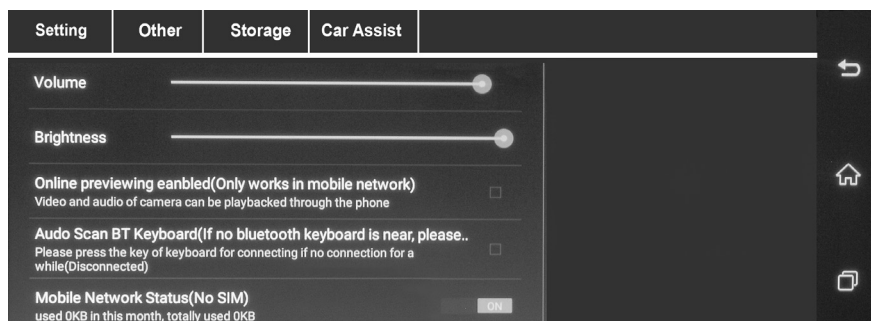 Setting Other Storage Car Assist
Volume
Brightness
Online previewing eanbled(Only works in mobile network)
Video and audio of camera can be playbacked through the phone
Audo Scan BT Keyboard(If no bluetooth keyboard is near, please..
Please press the key of keyboard for connecting if no connection for a
while(Disconnected)
Mobile Network Status(No SIM)
ON
used 0KB in this month, totally used 0KB